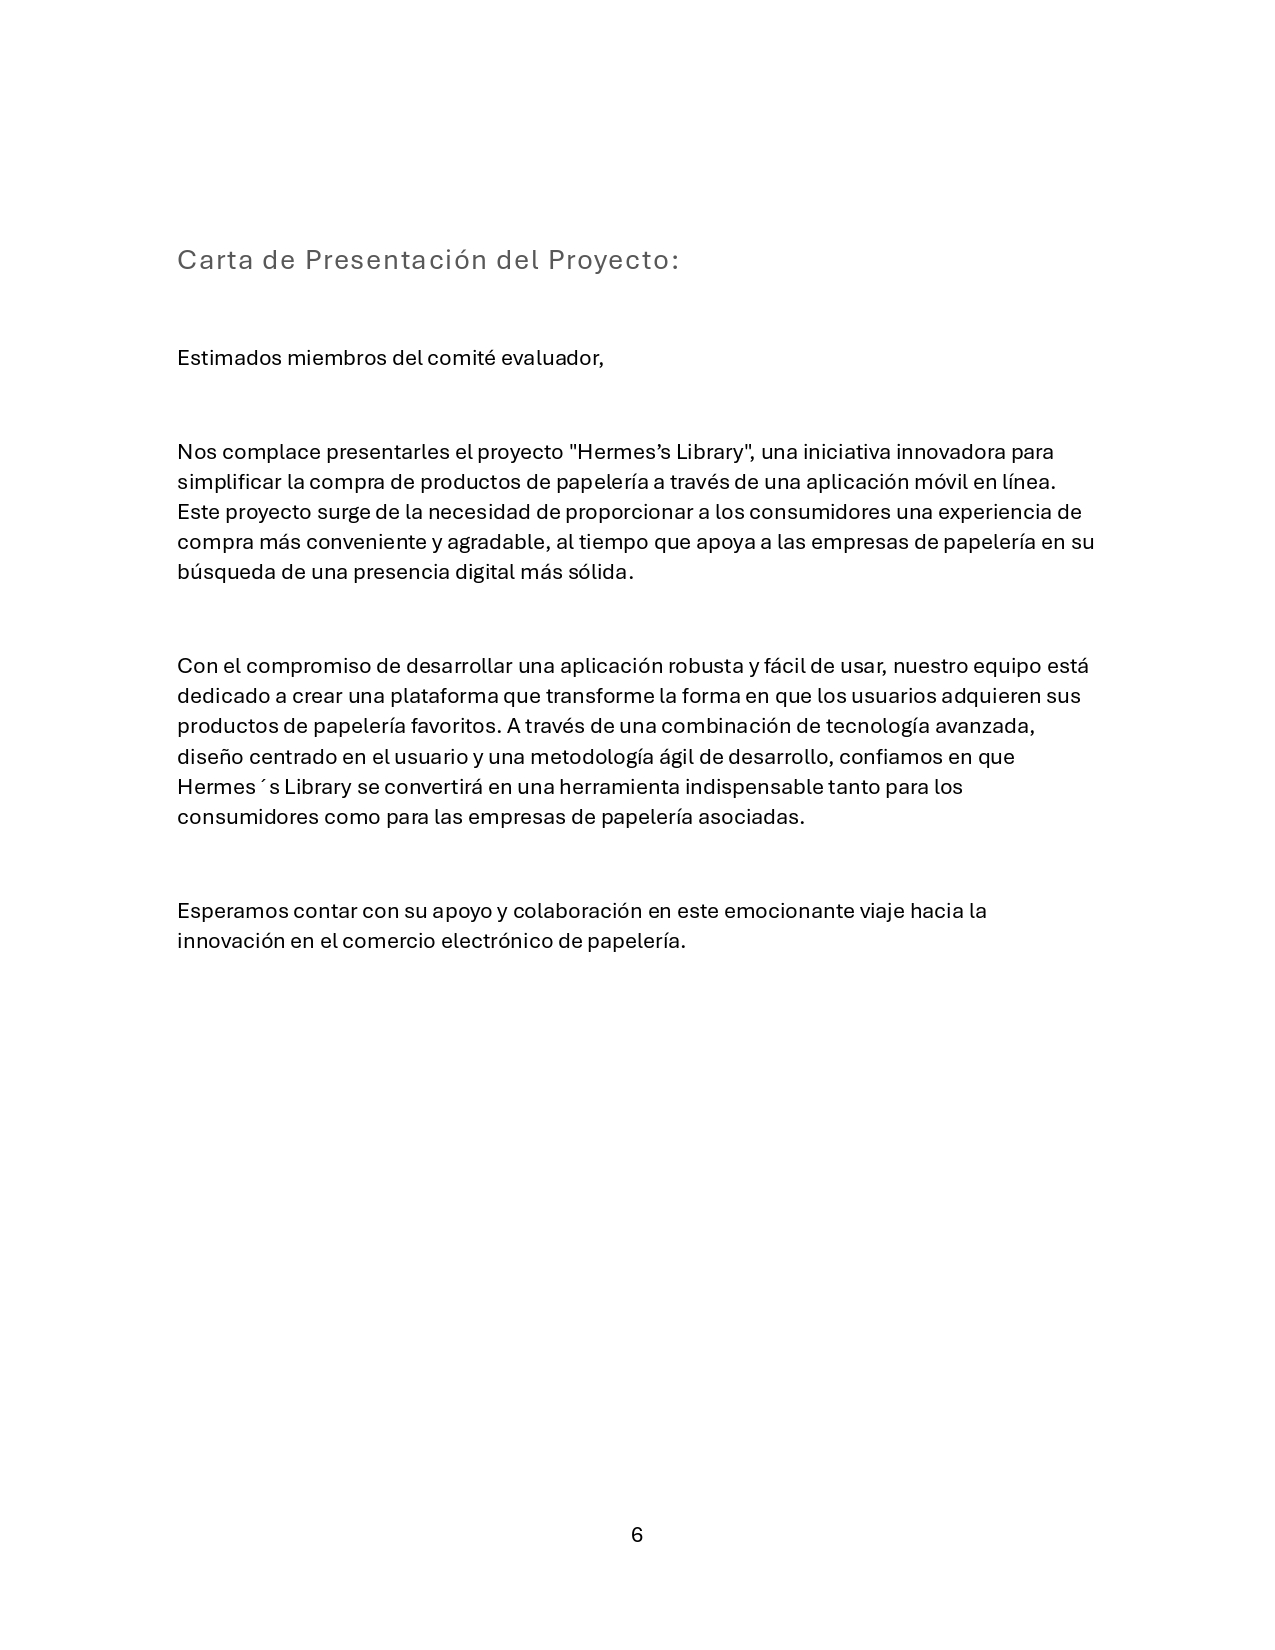 Carta de Presentación del Proyecto:
Estimados miembros del comité evaluador,
Nos complace presentarles el proyecto "Hermes’s Library", una iniciativa innovadora para
simplificar la compra de productos de papelería a través de una aplicación móvil en línea.
Este proyecto surge de la necesidad de proporcionar a los consumidores una experiencia de
compra más conveniente y agradable, al tiempo que apoya a las empresas de papelería en su
búsqueda de una presencia digital más sólida.
Con el compromiso de desarrollar una aplicación robusta y fácil de usar, nuestro equipo está
dedicado a crear una plataforma que transforme la forma en que los usuarios adquieren sus
productos de papelería favoritos. A través de una combinación de tecnología avanzada,
diseño centrado en el usuario y una metodología ágil de desarrollo, confiamos en que
Hermes´s Library se convertirá en una herramienta indispensable tanto para los
consumidores como para las empresas de papelería asociadas.
Esperamos contar con su apoyo y colaboración en este emocionante viaje hacia la
innovación en el comercio electrónico de papelería.
6